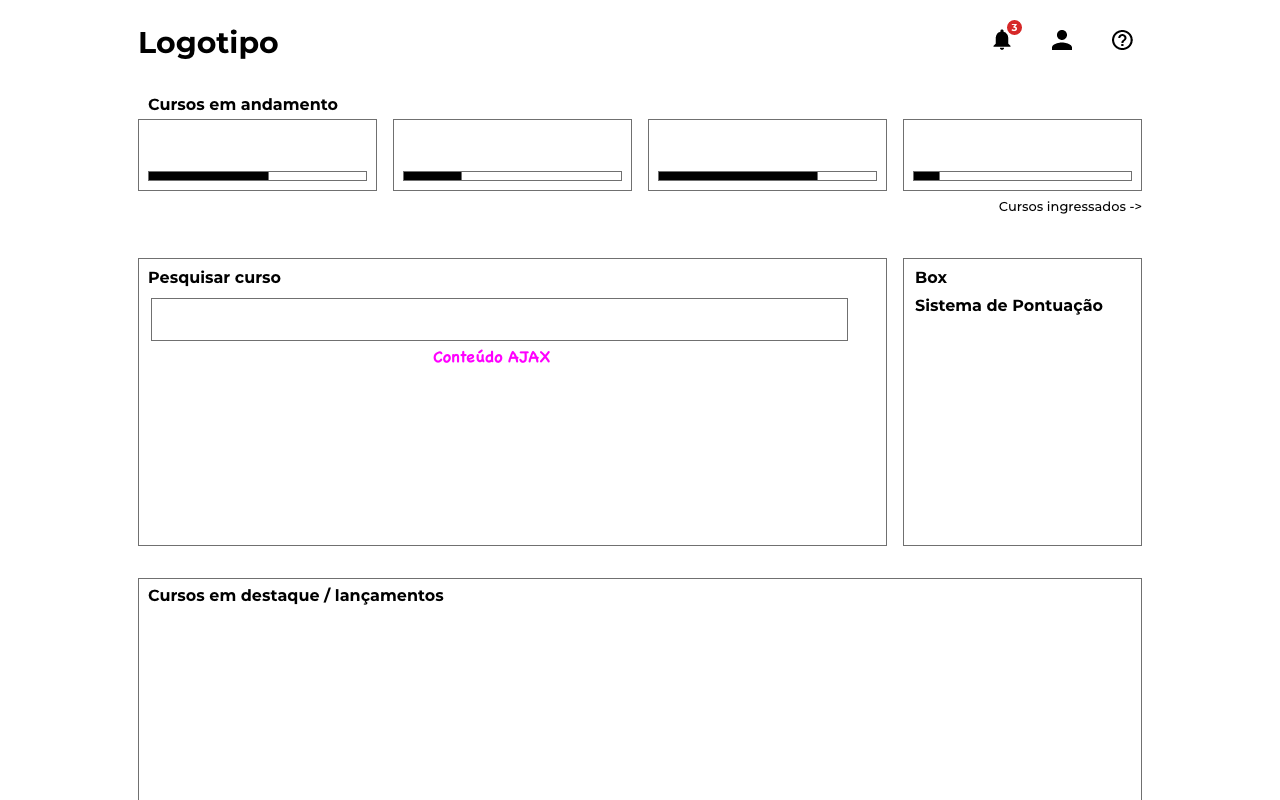 Logotipo
3
Cursos em andamento
Cursos ingressados ->
Pesquisar curso
Conteúdo AJAX
Box
Sistema de Pontuação
Cursos em destaque / lançamentos